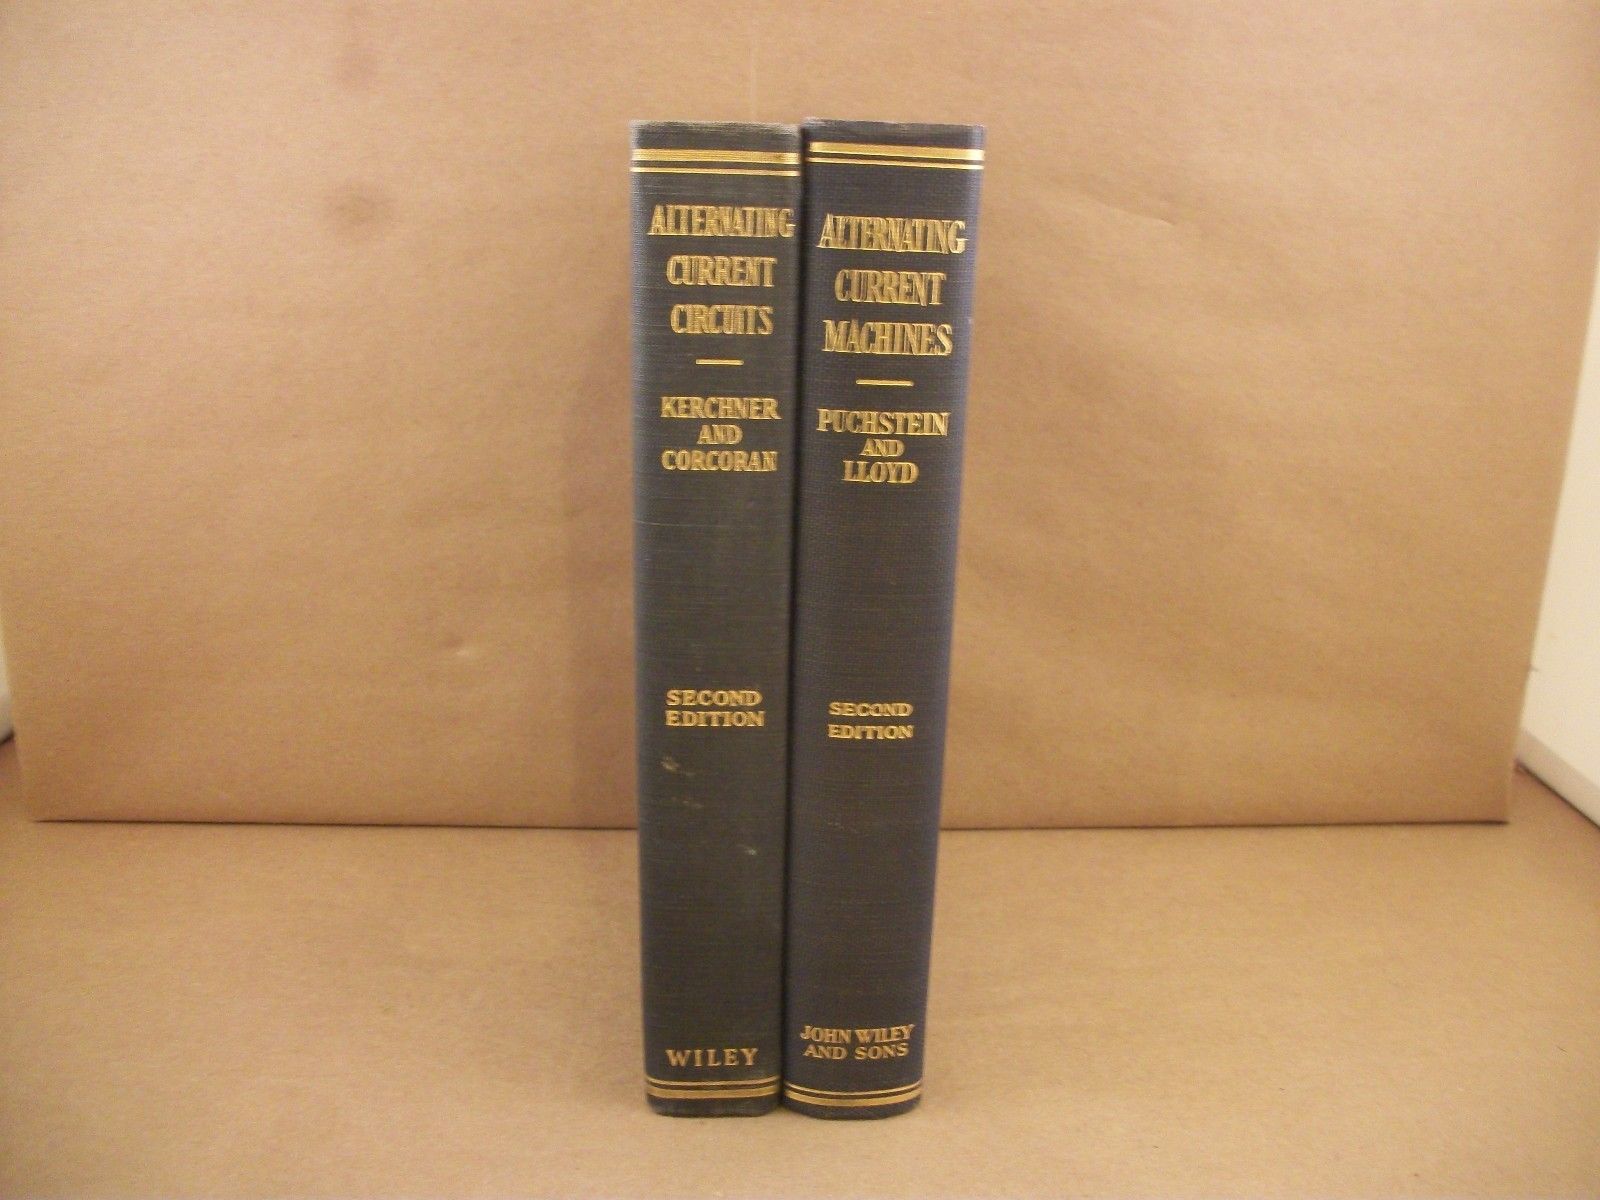 ALTERNATING
CURRENT
CIRCUITS
KERCHNER
AND
CORCORAN
SECOND
EDITION
WILEY
ALTERNATING
CURRENT
MACHINES
PUCHSTEIN
AND
LLOYD
SECOND
EDITION
JOHN WILEY
AND SONS